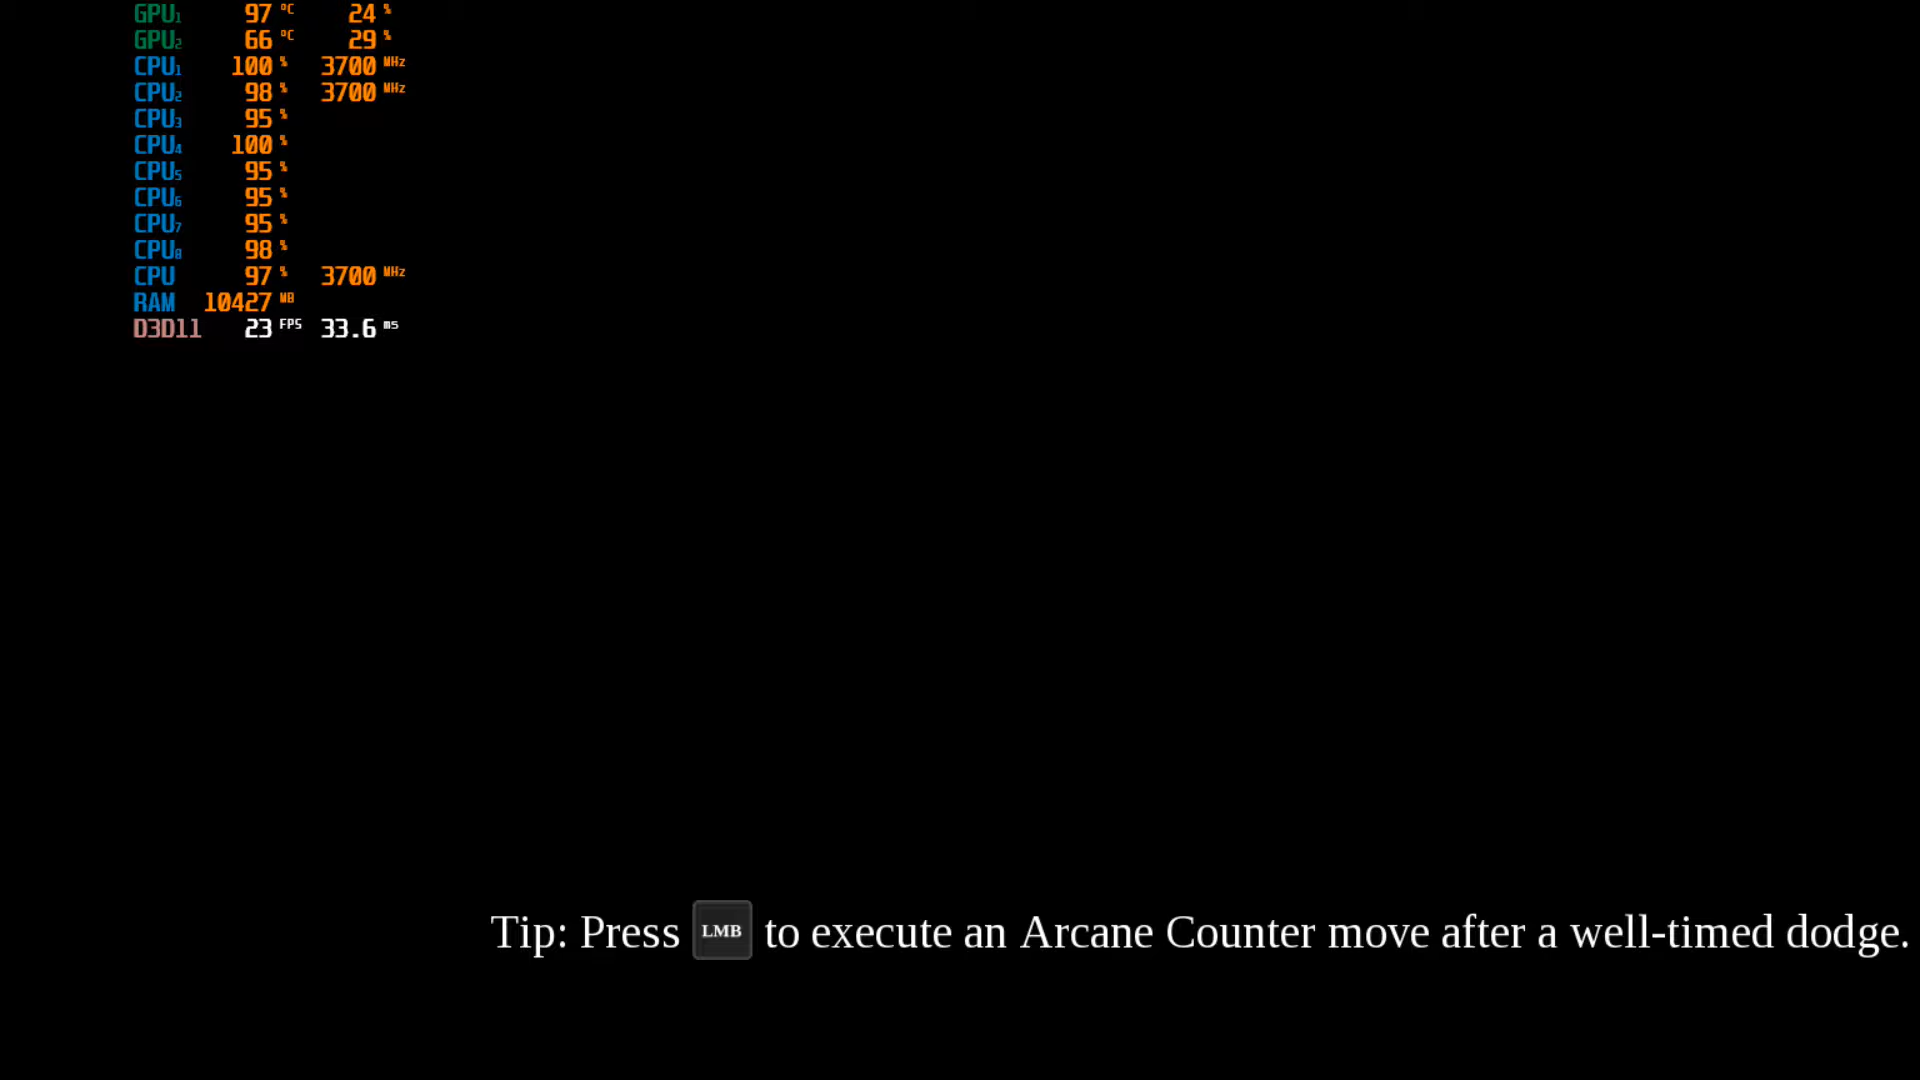 GPU1 97 °C 24 %
GPU2 66 °C 29 %
CPU1 100 % 3700 MHz
CPU2 98 % 3700 MHz
CPU3 95 %
CPU4 100 %
CPU5 95 %
CPU6 95 %
CPU7 95 %
CPU8 98 %
CPU 97 % 3700 MHz
RAM 10427 MB
D3D11 23 FPS 33.6 ms
Tip: Press LMB to execute an Arcane Counter move after a well-timed dodge.